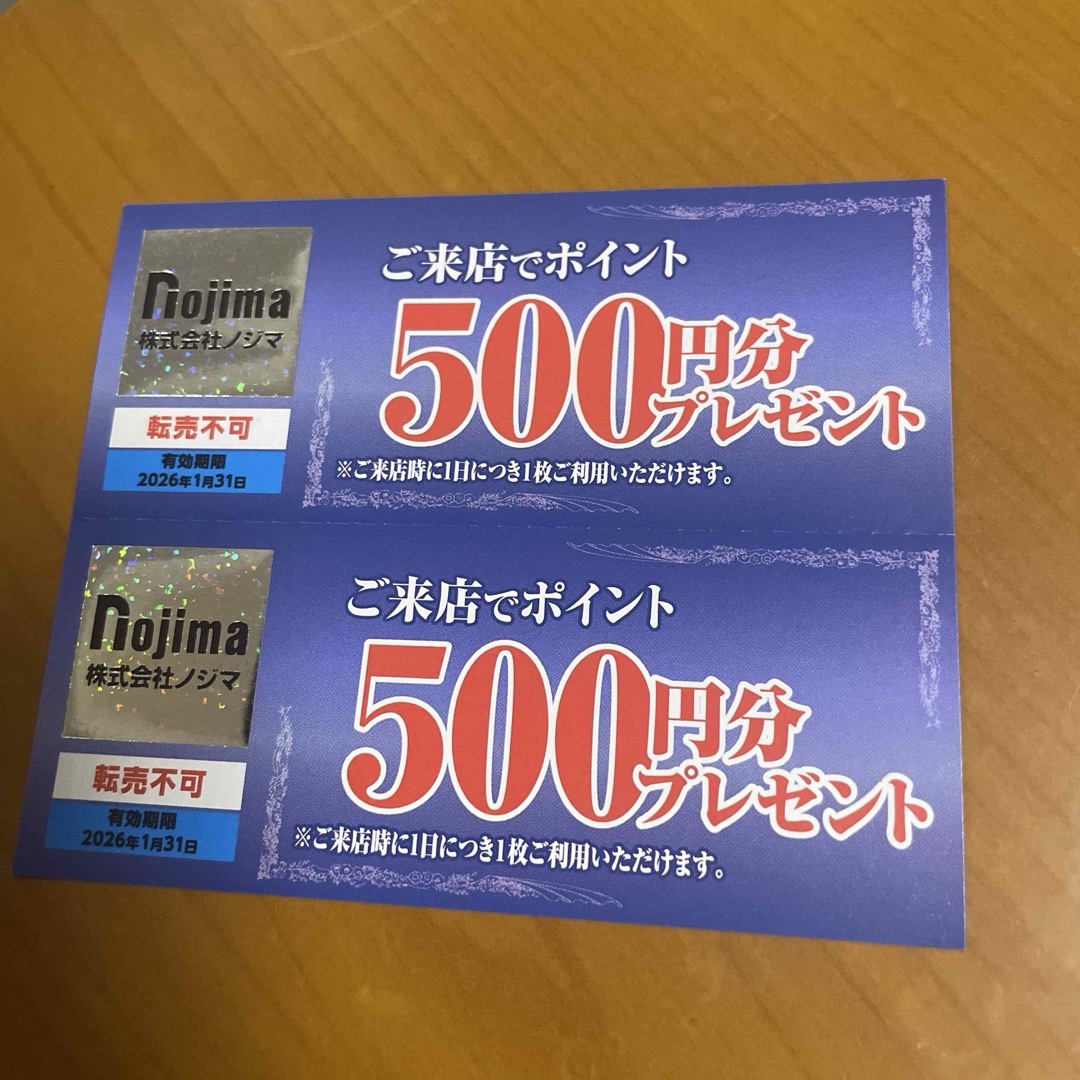 nojima
株式会社ノジマ
転売不可
有効期限
2026年1月31日
ご来店でポイント
500円分
プレゼント
※ご来店時に1日につき1枚ご利用いただけます。
nojima
株式会社ノジマ
転売不可
有効期限
2026年1月31日
ご来店でポイント
500円分
プレゼント
※ご来店時に1日につき1枚ご利用いただけます。